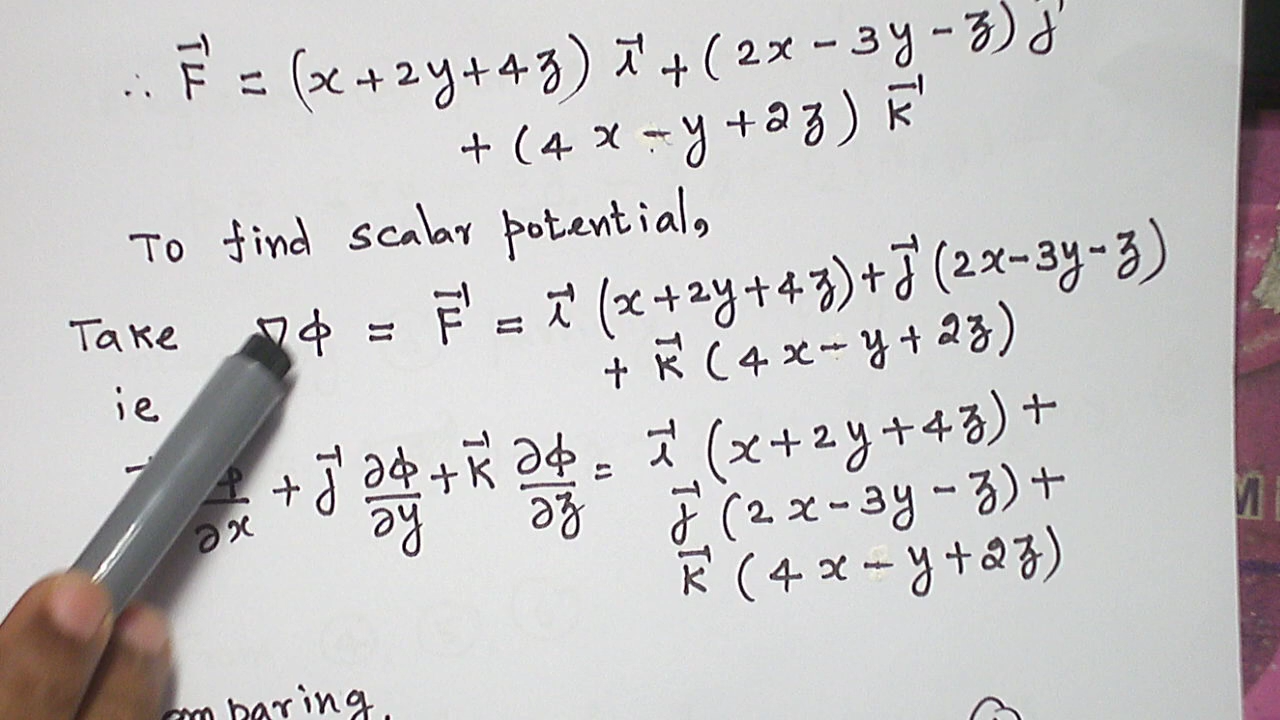 ∴ F⃗ = (x+2y+4z) i⃗ + (2x-3y-z) j⃗
+ (4x-y+2z) k⃗
To find scalar potential,
Take ∇ϕ = F⃗ = i⃗ (x+2y+4z) + j⃗ (2x-3y-z)
+ k⃗ (4x-y+2z)
ie
∂x + j⃗ ∂ϕ/∂y + k⃗ ∂ϕ/∂z = i⃗ (x+2y+4z) +
j⃗ (2x-3y-z) +
k⃗ (4x-y+2z)